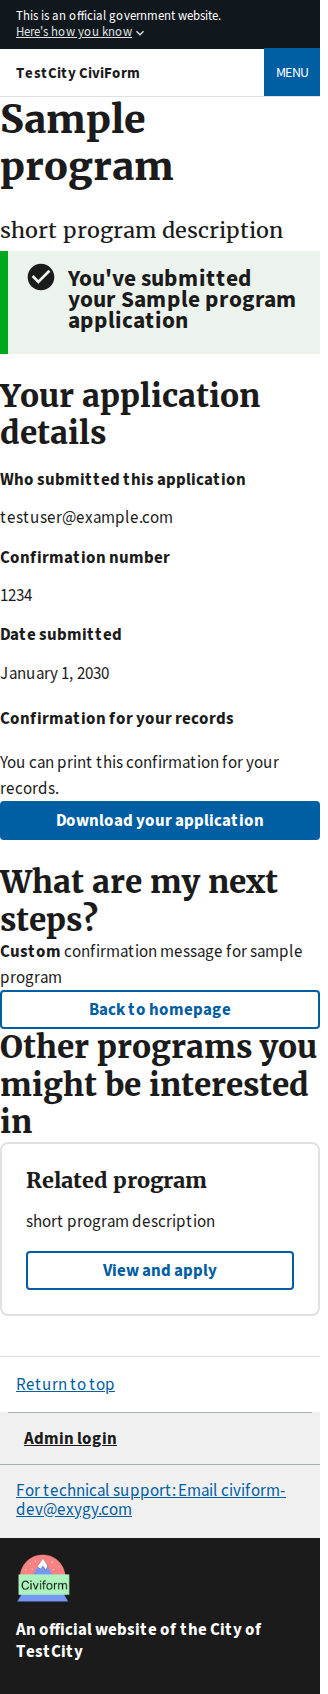 This is an official government website.
Here's how you know
TestCity CiviForm
MENU
Sample
program
short program description
You've submitted
your Sample program
application
Your application
details
Who submitted this application
testuser@example.com
Confirmation number
1234
Date submitted
January 1, 2030
Confirmation for your records
You can print this confirmation for your
records.
Download your application
What are my next
steps?
Custom confirmation message for sample
program
Back to homepage
Other programs you
might be interested
in
Related program
short program description
View and apply
Return to top
Admin login
For technical support: Email civiform-
dev@exygy.com
Civiform
An official website of the City of
TestCity